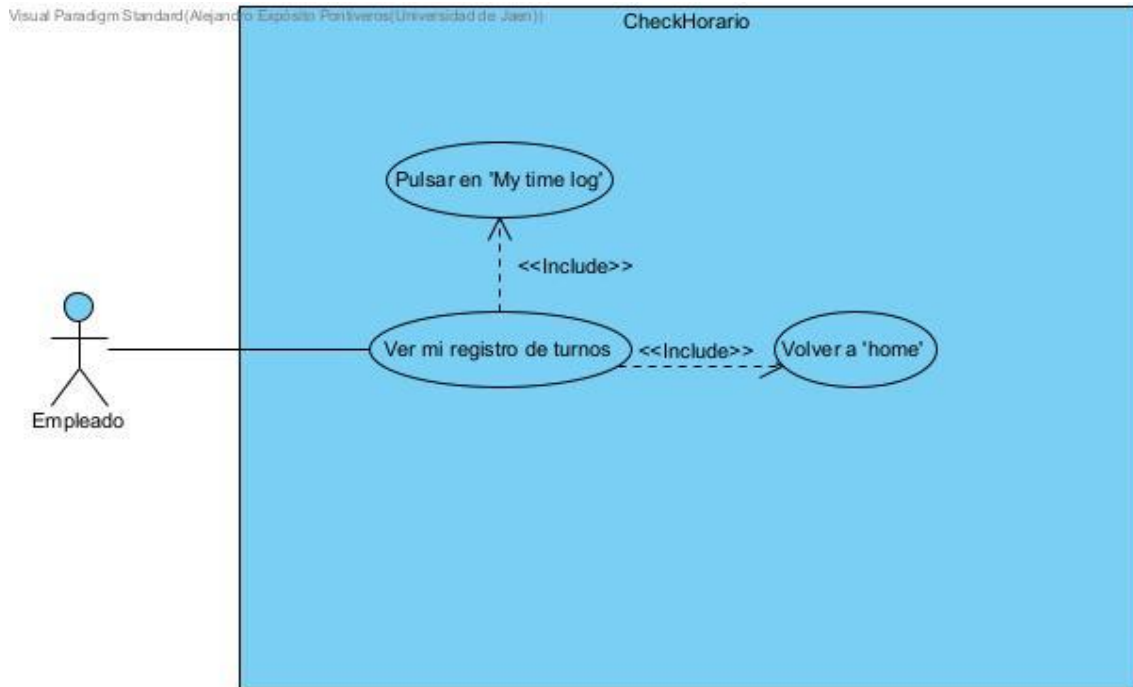 Visual Paradigm Standard(Alejandro Expósito Pontiveros(Universidad de Jaen))
CheckHorario
Pulsar en "My time log"
<<Include>>
Ver mi registro de turnos
<<Include>>
Volver a "home"
Empleado